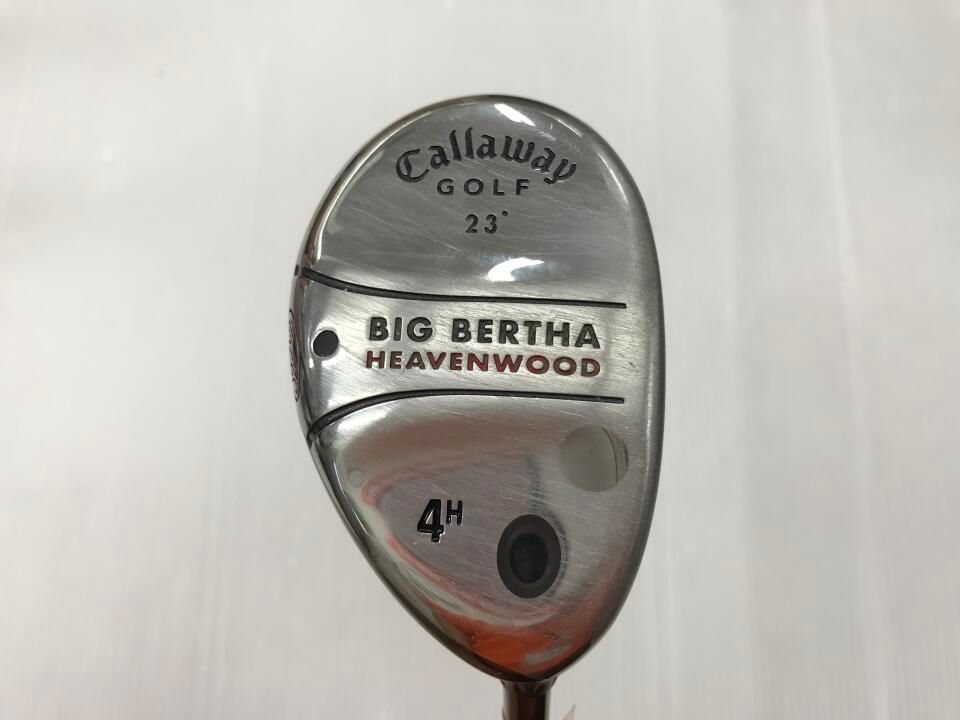 Callaway
GOLF
23°
BIG BERTHA
HEAVENWOOD
4H